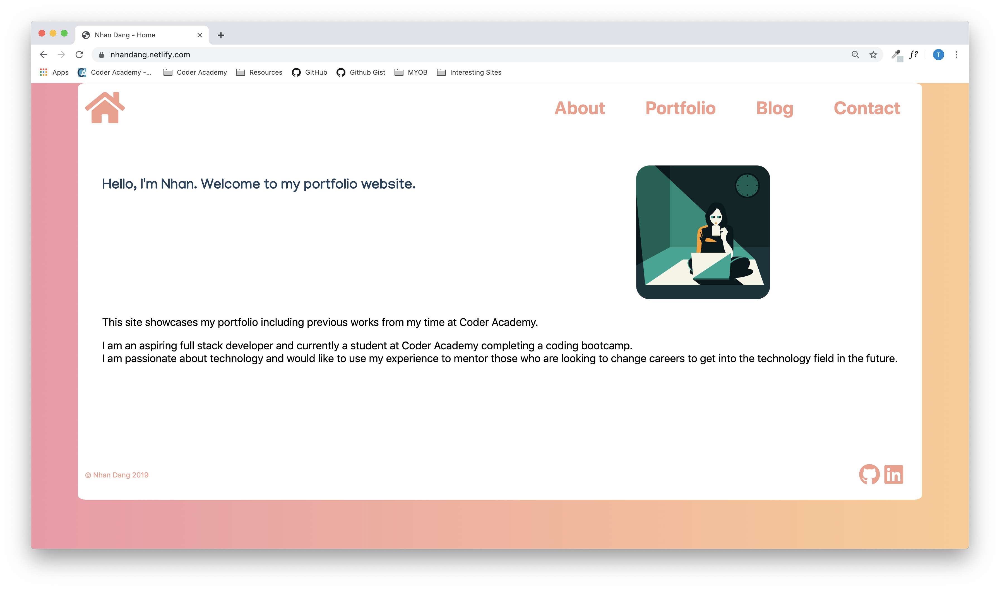 Nhan Dang - Home
nhandang.netlify.com
f?
T
Apps
Coder Academy -...
Coder Academy
Resources
GitHub
Github Gist
MYOB
Interesting Sites
About
Portfolio
Blog
Contact
Hello, I'm Nhan. Welcome to my portfolio website.
This site showcases my portfolio including previous works from my time at Coder Academy.
I am an aspiring full stack developer and currently a student at Coder Academy completing a coding bootcamp.
I am passionate about technology and would like to use my experience to mentor those who are looking to change careers to get into the technology field in the future.
© Nhan Dang 2019
in